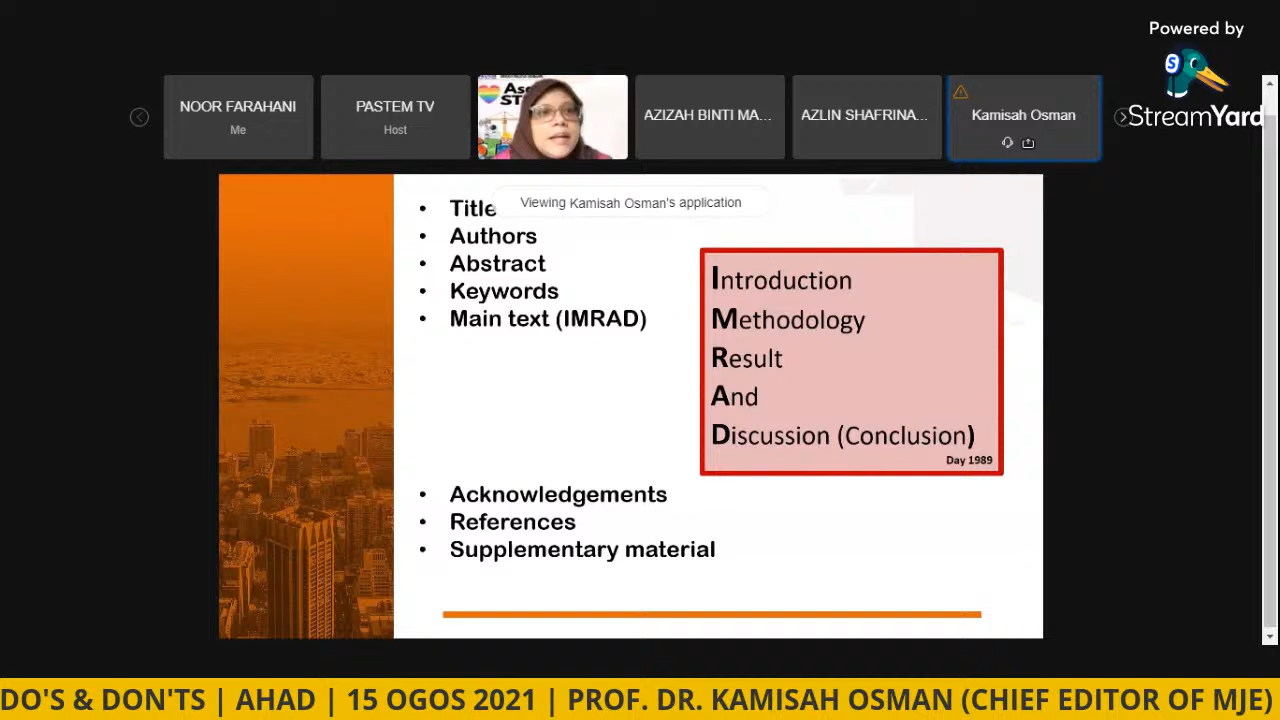 Powered by
StreamYard
NOOR FARAHANI
Me
PASTEM TV
Host
AZIZAH BINTI MA...
AZLIN SHAFRINA...
Kamisah Osman
Viewing Kamisah Osman's application
• Title
• Authors
• Abstract
• Keywords
• Main text (IMRAD)
Introduction
Methodology
Result
And
Discussion (Conclusion)
Day 1989
• Acknowledgements
• References
• Supplementary material
DO'S & DON'TS | AHAD | 15 OGOS 2021 | PROF. DR. KAMISAH OSMAN (CHIEF EDITOR OF MJE)